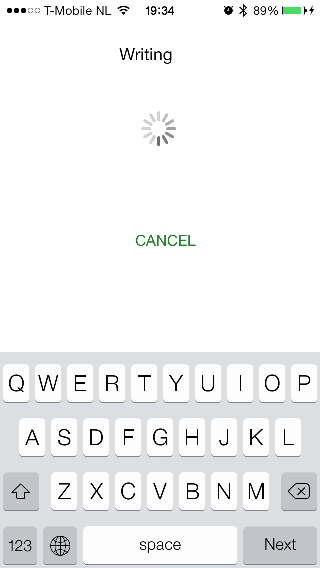 T-Mobile NL 19:34 89%
Writing
CANCEL
Q W E R T Y U I O P
A S D F G H J K L
Z X C V B N M
123 space Next